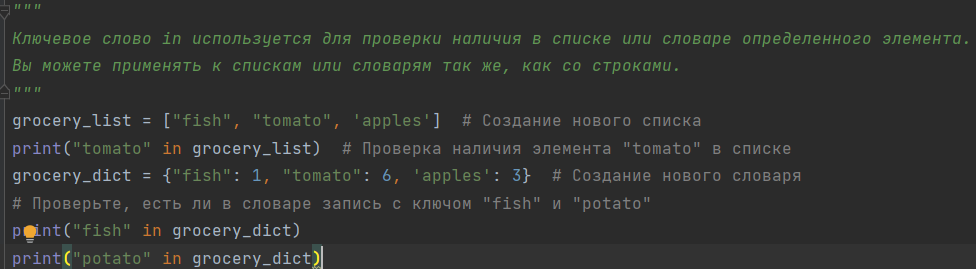 """
Ключевое слово in используется для проверки наличия в списке или словаре определенного элемента.
Вы можете применять к спискам или словарям так же, как со строками.
"""
grocery_list = ["fish", "tomato", 'apples']  # Создание нового списка
print("tomato" in grocery_list)  # Проверка наличия элемента "tomato" в списке
grocery_dict = {"fish": 1, "tomato": 6, 'apples': 3}  # Создание нового словаря
# Проверьте, есть ли в словаре запись с ключом "fish" и "potato"
print("fish" in grocery_dict)
print("potato" in grocery_dict)